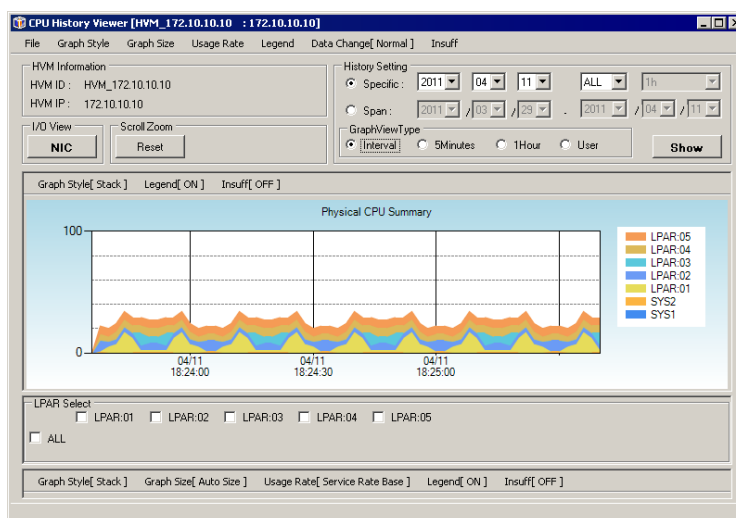 CPU History Viewer [HVM_172.10.10.10 : 172.10.10.10]
File Graph Style Graph Size Usage Rate Legend Data Change[ Normal ] Insuff
HVM Information
HVM ID : HVM_172.10.10.10
HVM IP : 172.10.10.10
History Setting
Specific : 2011 04 11 ALL 1h
Span : 2011 / 03 / 29 . 2011 / 04 / 11
I/O View
NIC
Scroll Zoom
Reset
GraphViewType
Interval 5Minutes 1Hour User
Show
Graph Style[ Stack ] Legend[ ON ] Insuff[ OFF ]
Physical CPU Summary
100
0
04/11
18:24:00
04/11
18:24:30
04/11
18:25:00
LPAR:05
LPAR:04
LPAR:03
LPAR:02
LPAR:01
SYS2
SYS1
LPAR Select
LPAR:01 LPAR:02 LPAR:03 LPAR:04 LPAR:05
ALL
Graph Style[ Stack ] Graph Size[ Auto Size ] Usage Rate[ Service Rate Base ] Legend[ ON ] Insuff[ OFF ]